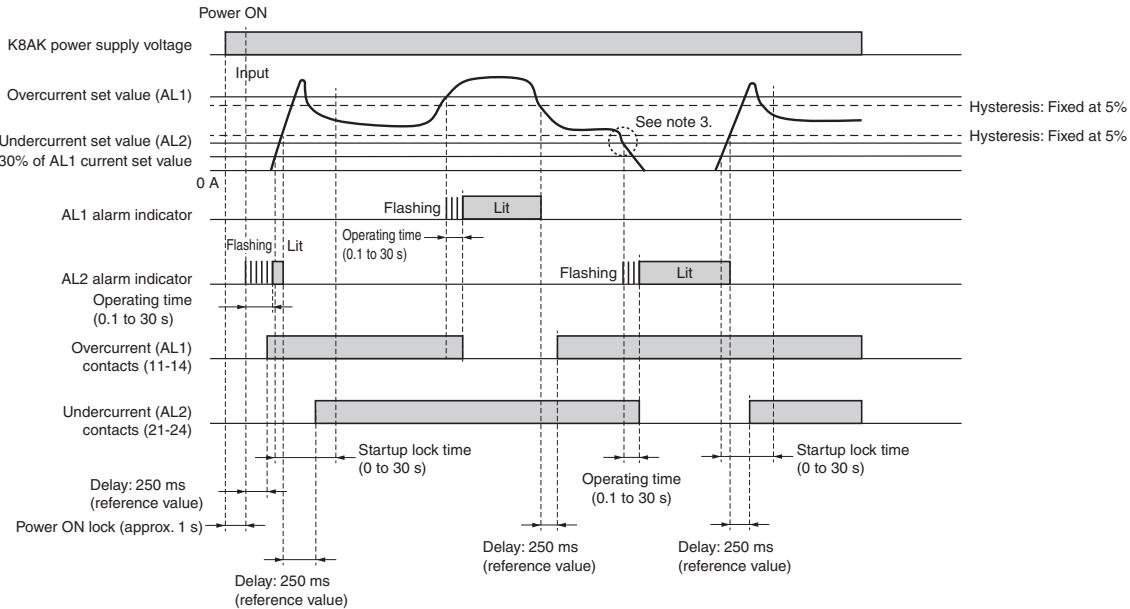 Power ON
K8AK power supply voltage
Input
Overcurrent set value (AL1)
Hysteresis: Fixed at 5%
See note 3.
Undercurrent set value (AL2)
Hysteresis: Fixed at 5%
30% of AL1 current set value
0 A
AL1 alarm indicator
Flashing
Lit
Operating time
(0.1 to 30 s)
Flashing
Lit
AL2 alarm indicator
Flashing
Lit
Operating time
(0.1 to 30 s)
Overcurrent (AL1)
contacts (11-14)
Undercurrent (AL2)
contacts (21-24)
Startup lock time
(0 to 30 s)
Operating time
(0.1 to 30 s)
Startup lock time
(0 to 30 s)
Delay: 250 ms
(reference value)
Power ON lock (approx. 1 s)
Delay: 250 ms
(reference value)
Delay: 250 ms
(reference value)
Delay: 250 ms
(reference value)